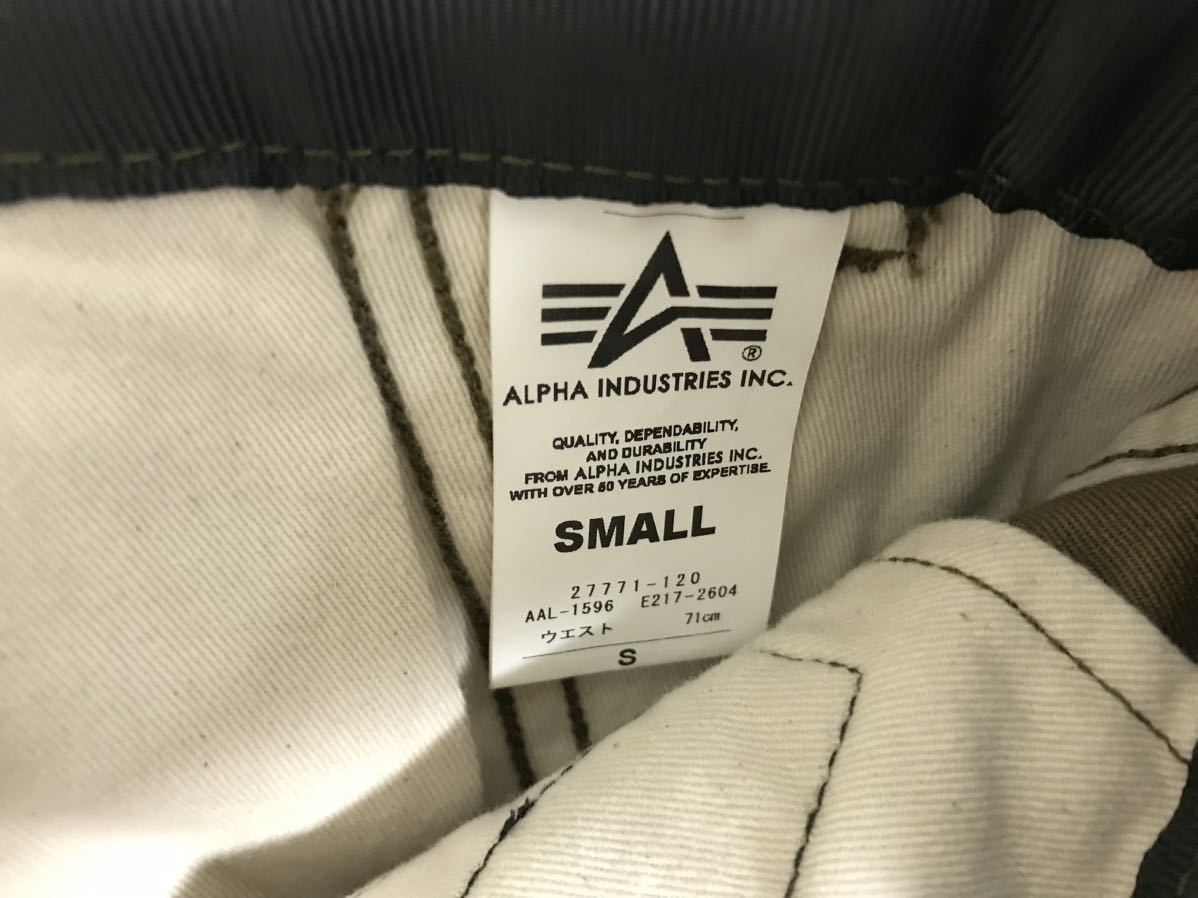 ®
ALPHA INDUSTRIES INC.
QUALITY, DEPENDABILITY,
AND DURABILITY
FROM ALPHA INDUSTRIES INC.
WITH OVER 50 YEARS OF EXPERTISE.
SMALL
27771-120
AAL-1596 E217-2604
ウエスト 71cm
S